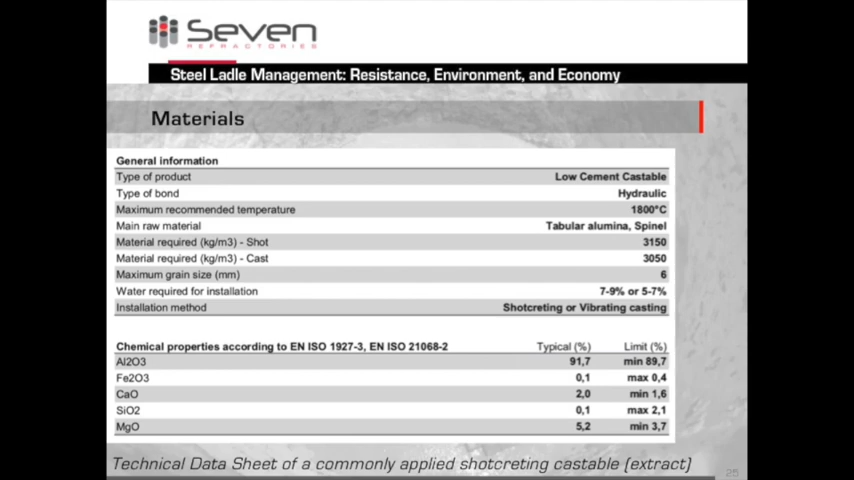 Seven
REFRACTORIES
Steel Ladle Management: Resistance, Environment, and Economy
Materials
General information
Type of product Low Cement Castable
Type of bond Hydraulic
Maximum recommended temperature 1800°C
Main raw material Tabular alumina, Spinel
Material required (kg/m3) - Shot 3150
Material required (kg/m3) - Cast 3050
Maximum grain size (mm) 6
Water required for installation 7-9% or 5-7%
Installation method Shotcreting or Vibrating casting
Chemical properties according to EN ISO 1927-3, EN ISO 21068-2 Typical (%) Limit (%)
Al2O3 91,7 min 89,7
Fe2O3 0,1 max 0,4
CaO 2,0 min 1,6
SiO2 0,1 max 2,1
MgO 5,2 min 3,7
Technical Data Sheet of a commonly applied shotcreting castable (extract)
25